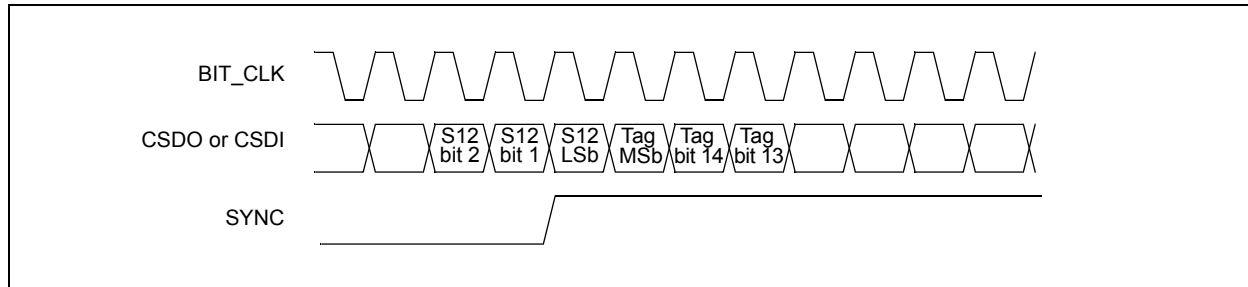 BIT_CLK
CSDO or CSDI
S12 bit 2
S12 bit 1
S12 LSb
Tag MSb
Tag bit 14
Tag bit 13
SYNC